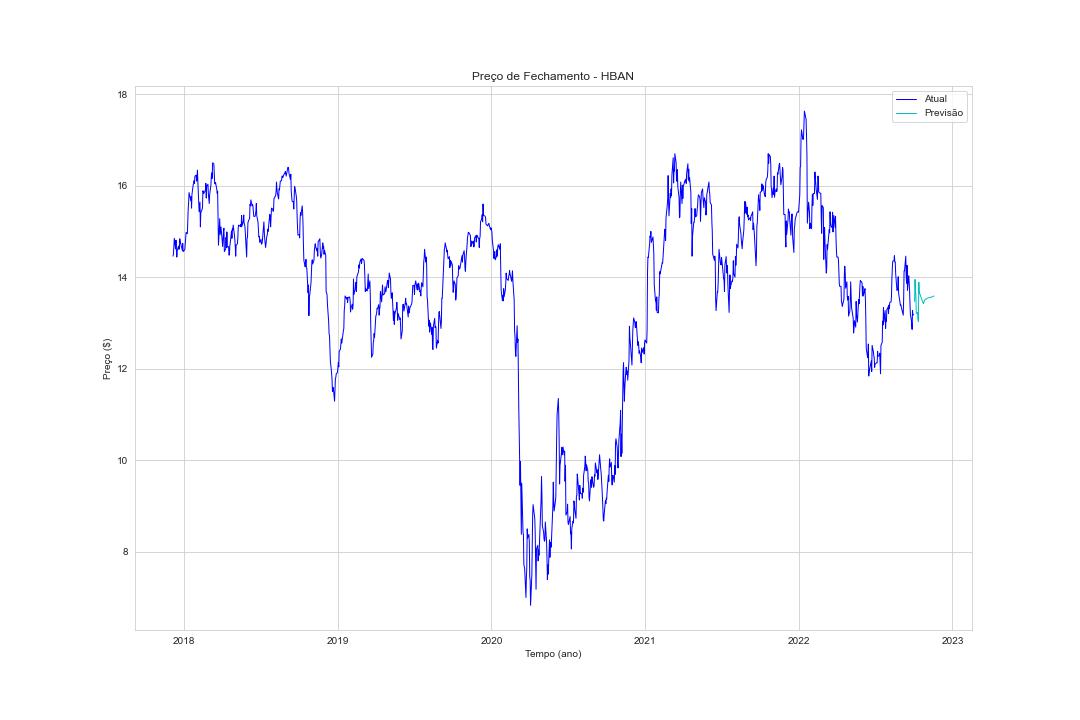 Preço de Fechamento - HBAN
Atual
Previsão
18
16
14
12
10
8
Preço ($)
2018 2019 2020 2021 2022 2023
Tempo (ano)